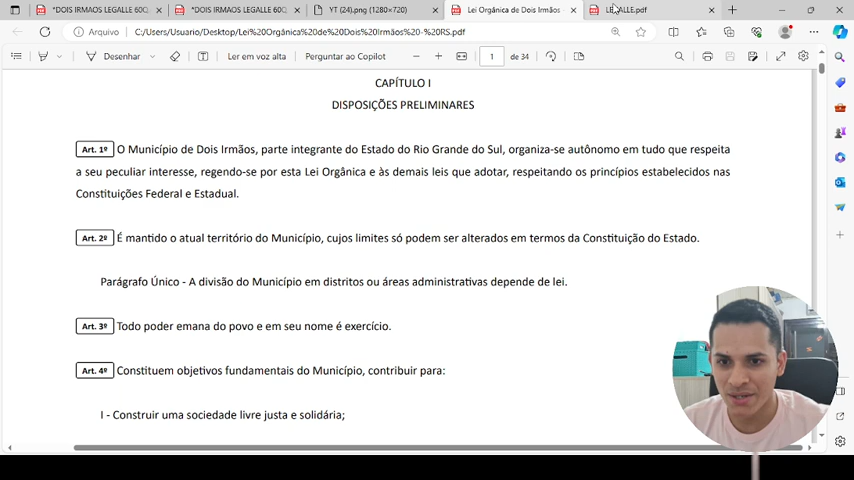 *DOIS IRMÃOS LEGALLE 60Q.
*DOIS IRMAOS LEGALLE 60Q.
YT (24).png (1280×720)
Lei Orgânica de Dois Irmãos
LEGALLE.pdf
Arquivo
C:/Users/Usuario/Desktop/Lei%20Orgânica%20de%20Dois%20Irmãos%20-%20RS.pdf
Desenhar
Ler em voz alta
Perguntar ao Copilot
1
de 34
CAPÍTULO I
DISPOSIÇÕES PRELIMINARES
Art. 1º O Município de Dois Irmãos, parte integrante do Estado do Rio Grande do Sul, organiza-se autônomo em tudo que respeita
a seu peculiar interesse, regendo-se por esta Lei Orgânica e às demais leis que adotar, respeitando os princípios estabelecidos nas
Constituições Federal e Estadual.
Art. 2º É mantido o atual território do Município, cujos limites só podem ser alterados em termos da Constituição do Estado.
Parágrafo Único - A divisão do Município em distritos ou áreas administrativas depende de lei.
Art. 3º Todo poder emana do povo e em seu nome é exercício.
Art. 4º Constituem objetivos fundamentais do Município, contribuir para:
I - Construir uma sociedade livre justa e solidária;